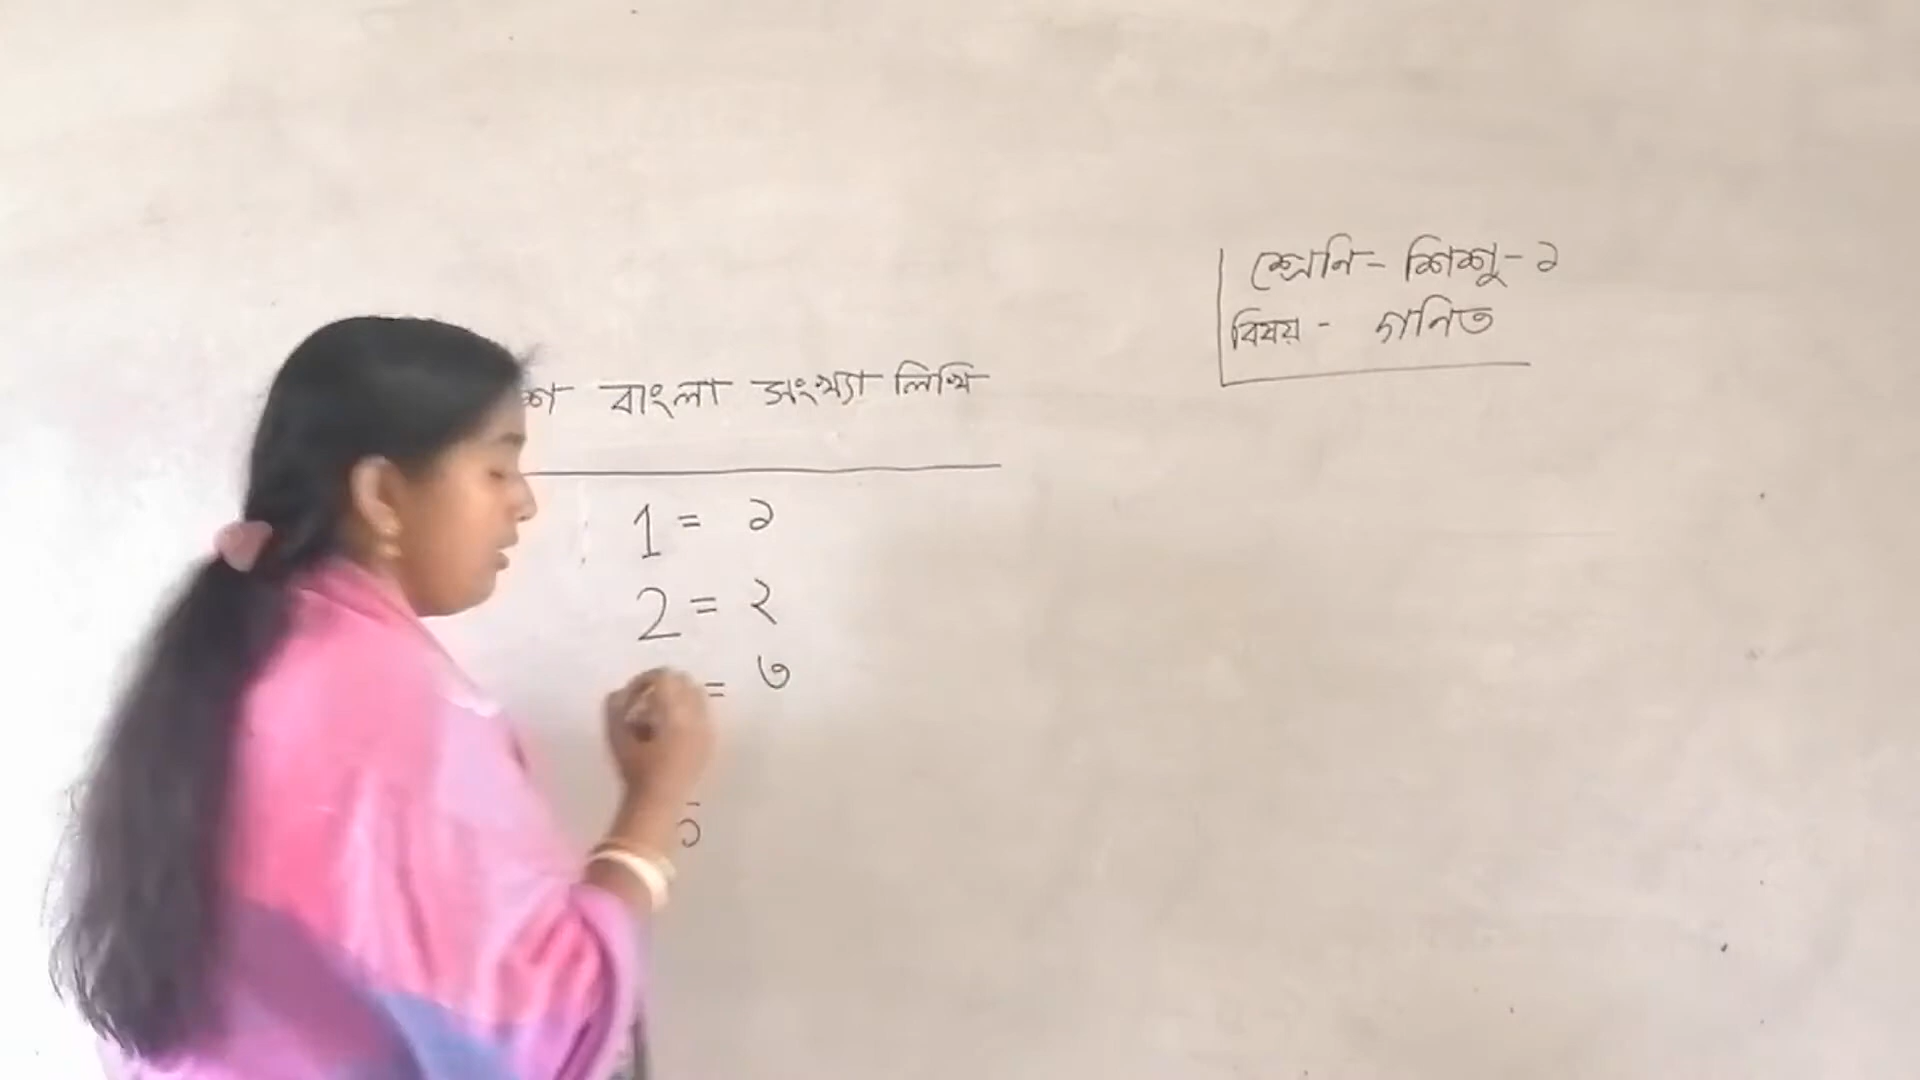 শ্রেনি - শিশু - ১
বিষয় - গনিত
বাংলা সংখ্যা লিখি
1 = ১
2 = ২
= ৩